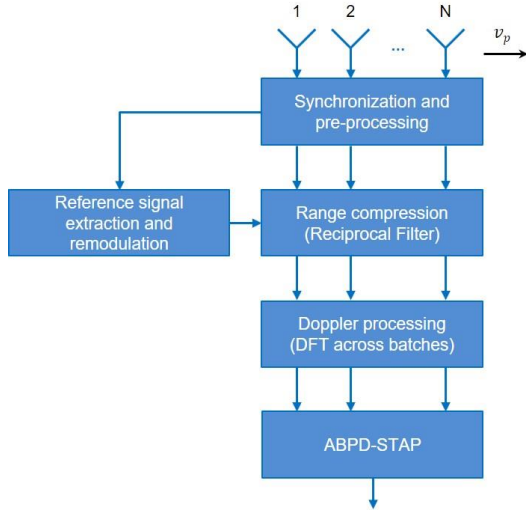 1 2 ... N
v_p
Synchronization and
pre-processing
Reference signal
extraction and
remodulation
Range compression
(Reciprocal Filter)
Doppler processing
(DFT across batches)
ABPD-STAP